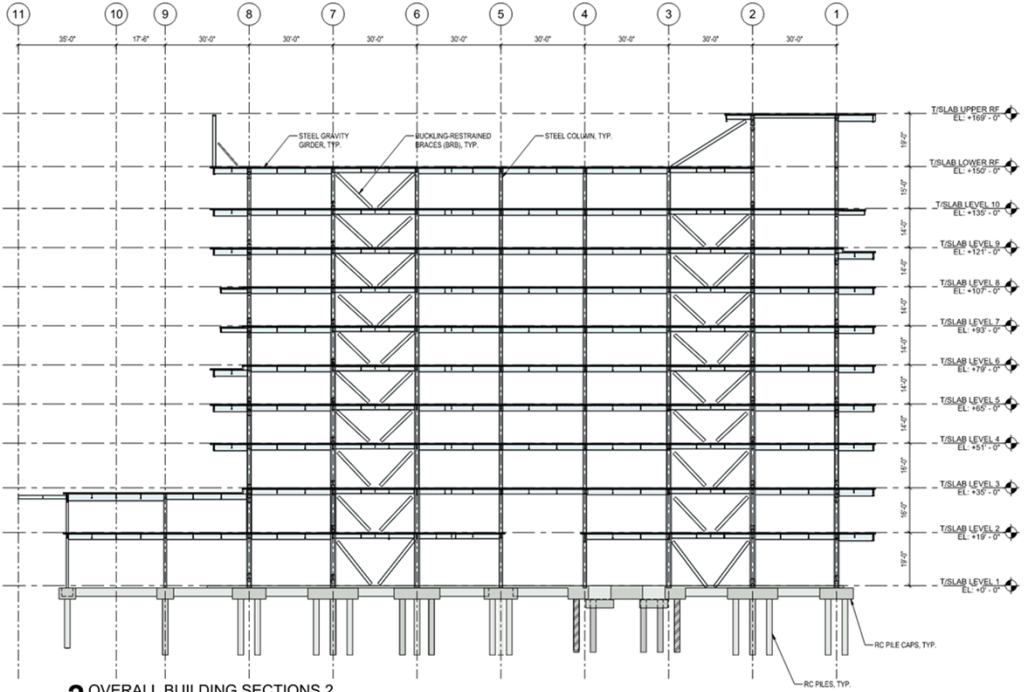 11 10 9 8 7 6 5 4 3 2 1
35'-0" 17'-6" 30'-0" 30'-0" 30'-0" 30'-0" 30'-0" 30'-0" 30'-0" 30'-0"
T/SLAB UPPER RF
EL: +169' - 0"
19'-0"
STEEL GRAVITY
GIRDER, TYP.
BUCKLING-RESTRAINED
BRACES (BRB), TYP.
STEEL COLUMN, TYP.
T/SLAB LOWER RF
EL: +150' - 0"
15'-0"
T/SLAB LEVEL 10
EL: +135' - 0"
14'-0"
T/SLAB LEVEL 9
EL: +121' - 0"
14'-0"
T/SLAB LEVEL 8
EL: +107' - 0"
14'-0"
T/SLAB LEVEL 7
EL: +93' - 0"
14'-0"
T/SLAB LEVEL 6
EL: +79' - 0"
14'-0"
T/SLAB LEVEL 5
EL: +65' - 0"
14'-0"
T/SLAB LEVEL 4
EL: +51' - 0"
16'-0"
T/SLAB LEVEL 3
EL: +35' - 0"
16'-0"
T/SLAB LEVEL 2
EL: +19' - 0"
19'-0"
T/SLAB LEVEL 1
EL: +0' - 0"
RC PILE CAPS, TYP.
RC PILES, TYP.
OVERALL BUILDING SECTIONS 2